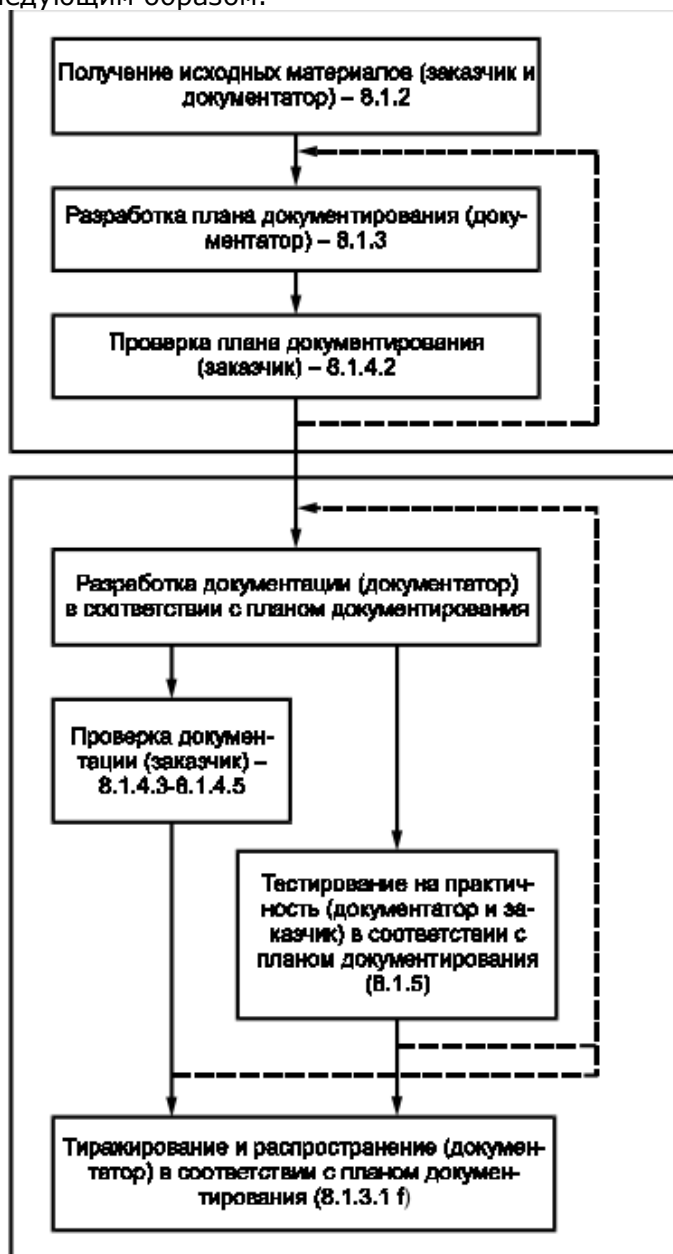 ледующим образом:
Получение исходных материалов (заказчик и
документатор) – 8.1.2
Разработка плана документирования (доку-
ментатор) – 8.1.3
Проверка плана документирования
(заказчик) – 8.1.4.2
Разработка документации (документатор)
в соответствии с планом документирования
Проверка докумен-
тации (заказчик) –
8.1.4.3-8.1.4.5
Тестирование на практич-
ность (документатор и за-
казчик) в соответствии с
планом документирования
(8.1.5)
Тиражирование и распространение (докумен-
татор) в соответствии с планом докумен-
тирования (8.1.3.1 f)